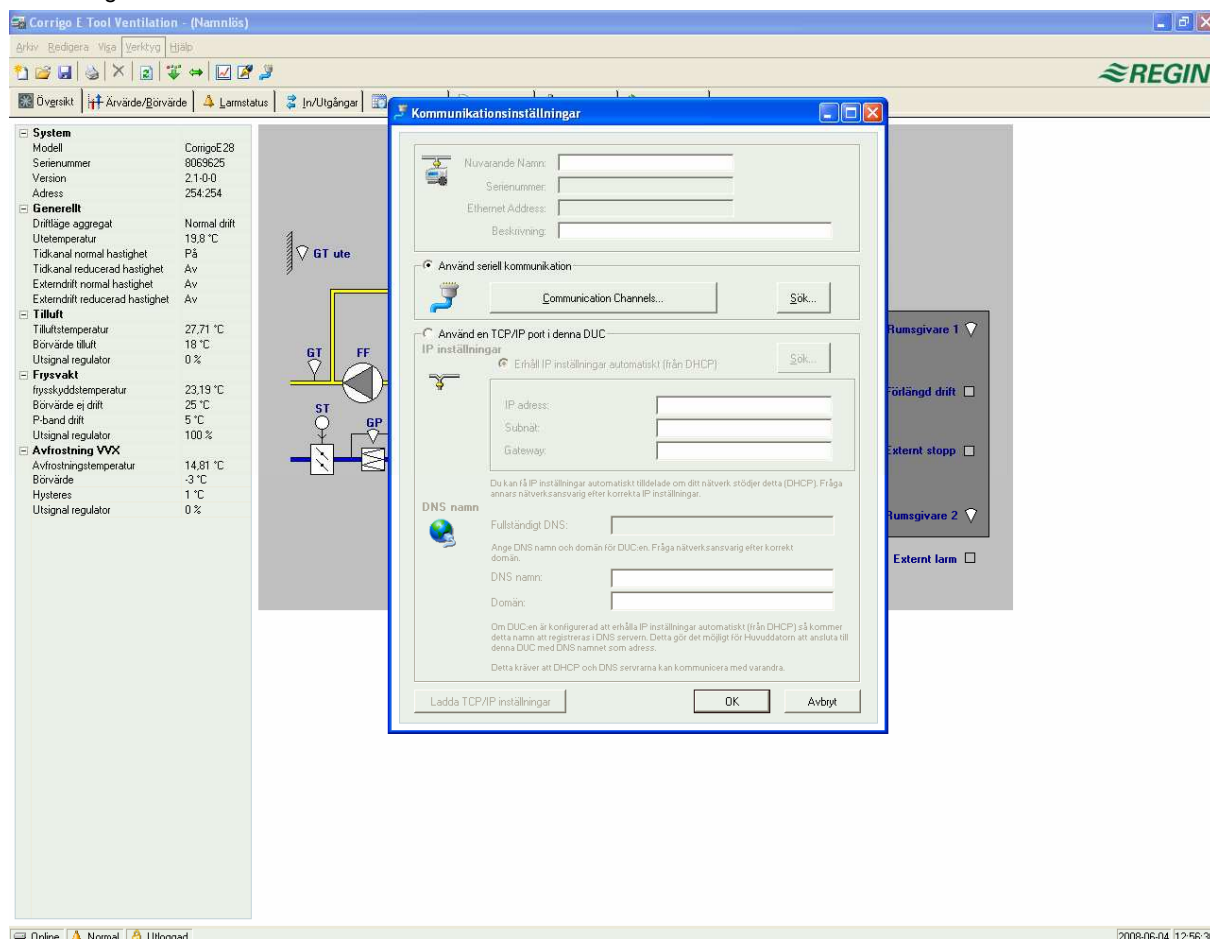 Corrigo E Tool Ventilation - (Namnlös)
Arkiv Redigera Visa Verktyg Hjälp
REGIN
Översikt Ärvärde/Börvärde Larmstatus In/Utgångar
System
Modell CorrigoE28
Serienummer 8069625
Version 2.1-0-0
Adress 254:254
Generellt
Driftläge aggregat Normal drift
Utetemperatur 19,8 °C
Tidkanal normal hastighet På
Tidkanal reducerad hastighet Av
Externdrift normal hastighet Av
Externdrift reducerad hastighet Av
Tilluft
Tilluftstemperatur 27,71 °C
Börvärde tilluft 18 °C
Utsignal regulator 0 %
Frysvakt
frysskyddstemperatur 23,19 °C
Börvärde ej drift 25 °C
P-band drift 5 °C
Utsignal regulator 100 %
Avfrostning VVX
Avfrostningstemperatur 14,81 °C
Börvärde -3 °C
Hysteres 1 °C
Utsignal regulator 0 %
GT ute
GT FF
ST
GP
Kommunikationsinställningar
Nuvarande Namn:
Serienummer:
Ethernet Address:
Beskrivning:
Använd seriell kommunikation
Communication Channels... Sök...
Använd en TCP/IP port i denna DUC
IP inställningar
Erhåll IP inställningar automatiskt (från DHCP) Sök...
IP adress:
Subnät:
Gateway:
Du kan få IP inställningar automatiskt tilldelade om ditt nätverk stödjer detta (DHCP). Fråga
annars nätverksansvarig efter korrekta IP inställningar.
DNS namn
Fullständigt DNS:
Ange DNS namn och domän för DUC:en. Fråga nätverksansvarig efter korrekt
domän.
DNS namn:
Domän:
Om DUC:en är konfigurerad att erhålla IP inställningar automatiskt (från DHCP) så kommer
detta namn att registreras i DNS servern. Detta gör det möjligt för Huvuddatorn att ansluta till
denna DUC med DNS namnet som adress.
Detta kräver att DHCP och DNS servrarna kan kommunicera med varandra.
Ladda TCP/IP inställningar OK Avbryt
Rumsgivare 1
Förlängd drift
Externt stopp
Rumsgivare 2
Externt larm
Online Normal Utloggad
2008-06-04 12:56:3